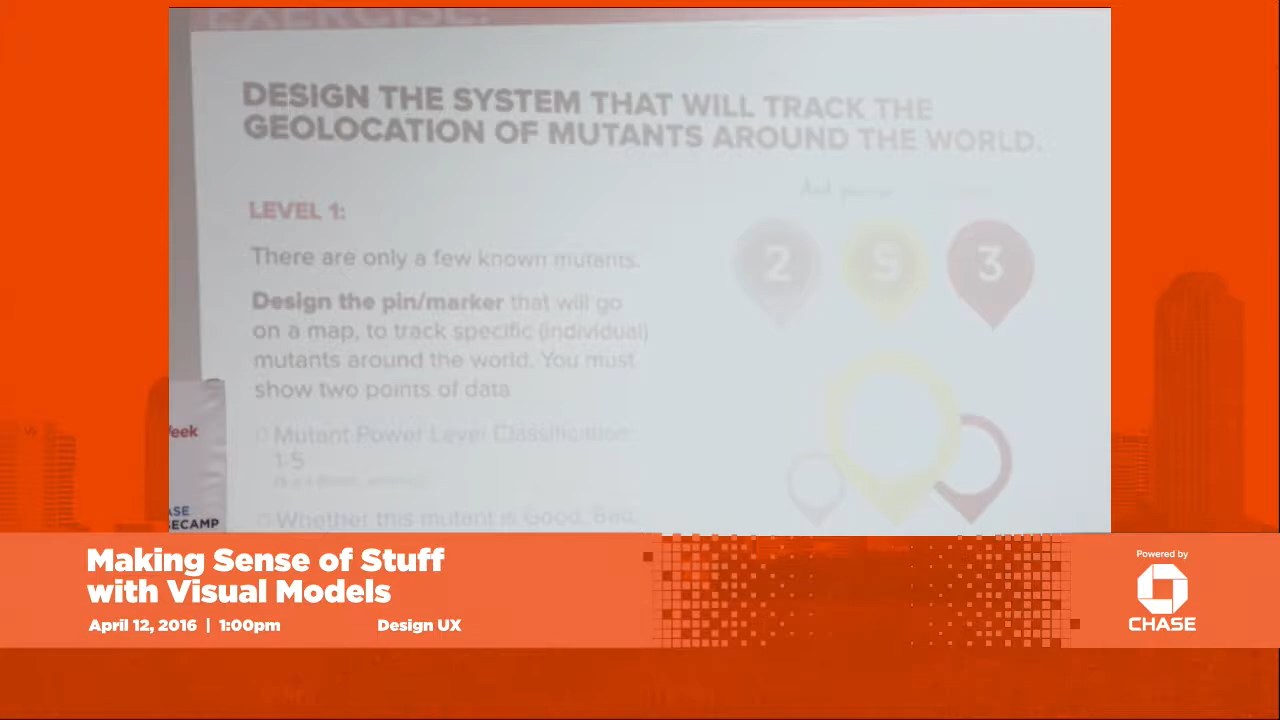 EXERCISE:
DESIGN THE SYSTEM THAT WILL TRACK THE
GEOLOCATION OF MUTANTS AROUND THE WORLD.
LEVEL 1:
There are only a few known mutants.
Design the pin/marker that will go
on a map, to track specific (individual)
mutants around the world. You must
show two points of data
Mutant Power Level Classification:
1-5
Whether this mutant is Good, Bad,
2
5
3
eek
ASE
ECAMP
Making Sense of Stuff
with Visual Models
April 12, 2016 | 1:00pm
Design UX
Powered by
CHASE